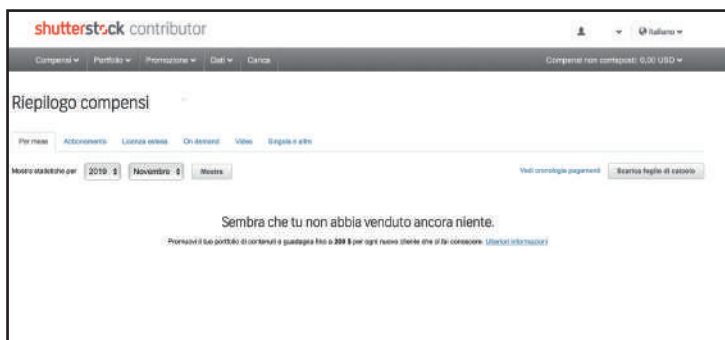 shutterstock contributor
Italiano
Compensi Portfolio Promozione Dati Carica
Compensi non corrisposti: 0,00 USD
Riepilogo compensi
Per mese Abbonamento Licenza estesa On demand Video Singole e altre
Mostra statistiche per 2019 Novembre Mostra
Vedi cronologia pagamenti Scarica foglio di calcolo
Sembra che tu non abbia venduto ancora niente.
Promuovi il tuo portfolio di contenuti e guadagna fino a 200 $ per ogni nuovo cliente che ci fai conoscere. Ulteriori informazioni